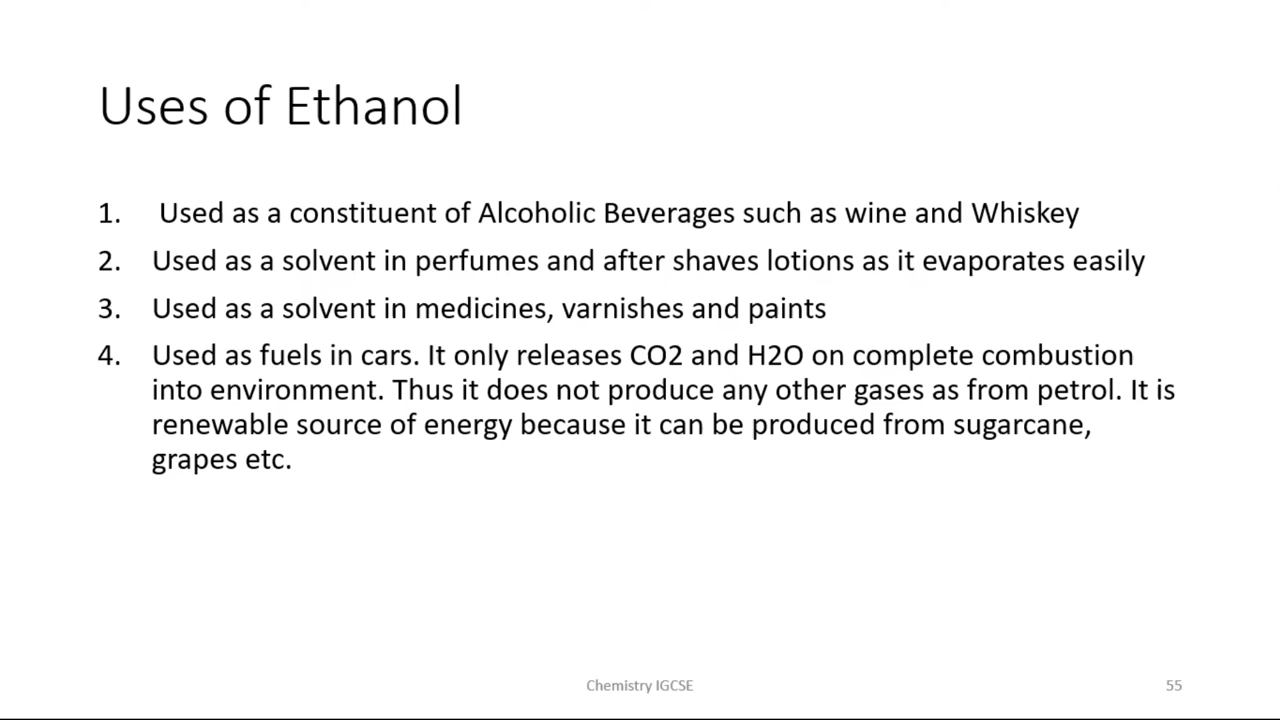 Uses of Ethanol
1. Used as a constituent of Alcoholic Beverages such as wine and Whiskey
2. Used as a solvent in perfumes and after shaves lotions as it evaporates easily
3. Used as a solvent in medicines, varnishes and paints
4. Used as fuels in cars. It only releases CO2 and H2O on complete combustion
into environment. Thus it does not produce any other gases as from petrol. It is
renewable source of energy because it can be produced from sugarcane,
grapes etc.
Chemistry IGCSE
55